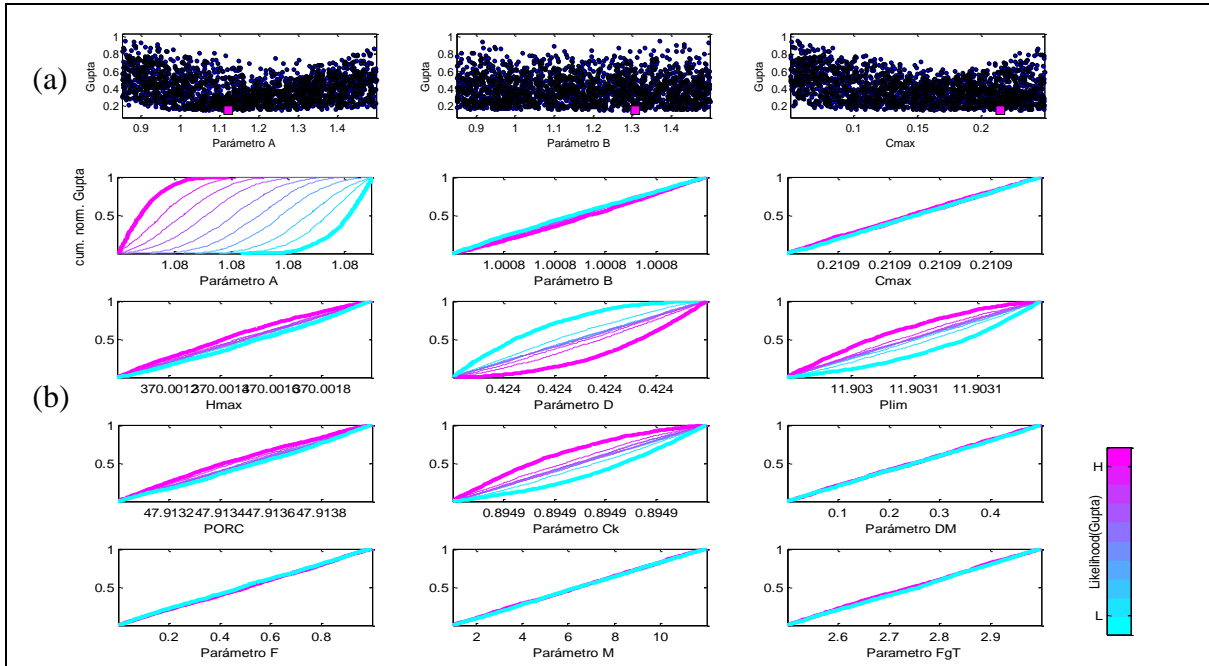 (a)
Gupta
1
0.8
0.6
0.4
0.2
0.9 1 1.1 1.2 1.3 1.4
Parámetro A
Gupta
1
0.8
0.6
0.4
0.2
0.9 1 1.1 1.2 1.3 1.4
Parámetro B
Gupta
1
0.8
0.6
0.4
0.2
0.1 0.15 0.2
Cmax
(b)
cum. norm. Gupta
1
0.5
1.08 1.08 1.08
Parámetro A
1
0.5
1.0008 1.0008 1.0008 1.0008
Parámetro B
1
0.5
0.2109 0.2109 0.2109 0.2109
Cmax
1
0.5
370.0012 370.0014 370.0016 370.0018
Hmax
1
0.5
0.424 0.424 0.424 0.424
Parámetro D
1
0.5
11.903 11.9031 11.9031
Plim
1
0.5
47.9132 47.9134 47.9136 47.9138
PORC
1
0.5
0.8949 0.8949 0.8949 0.8949
Parámetro Ck
1
0.5
0.1 0.2 0.3 0.4
Parámetro DM
1
0.5
0.2 0.4 0.6 0.8
Parámetro F
1
0.5
2 4 6 8 10
Parámetro M
1
0.5
2.6 2.7 2.8 2.9
Parametro FgT
Likelihood(Gupta)
H
L